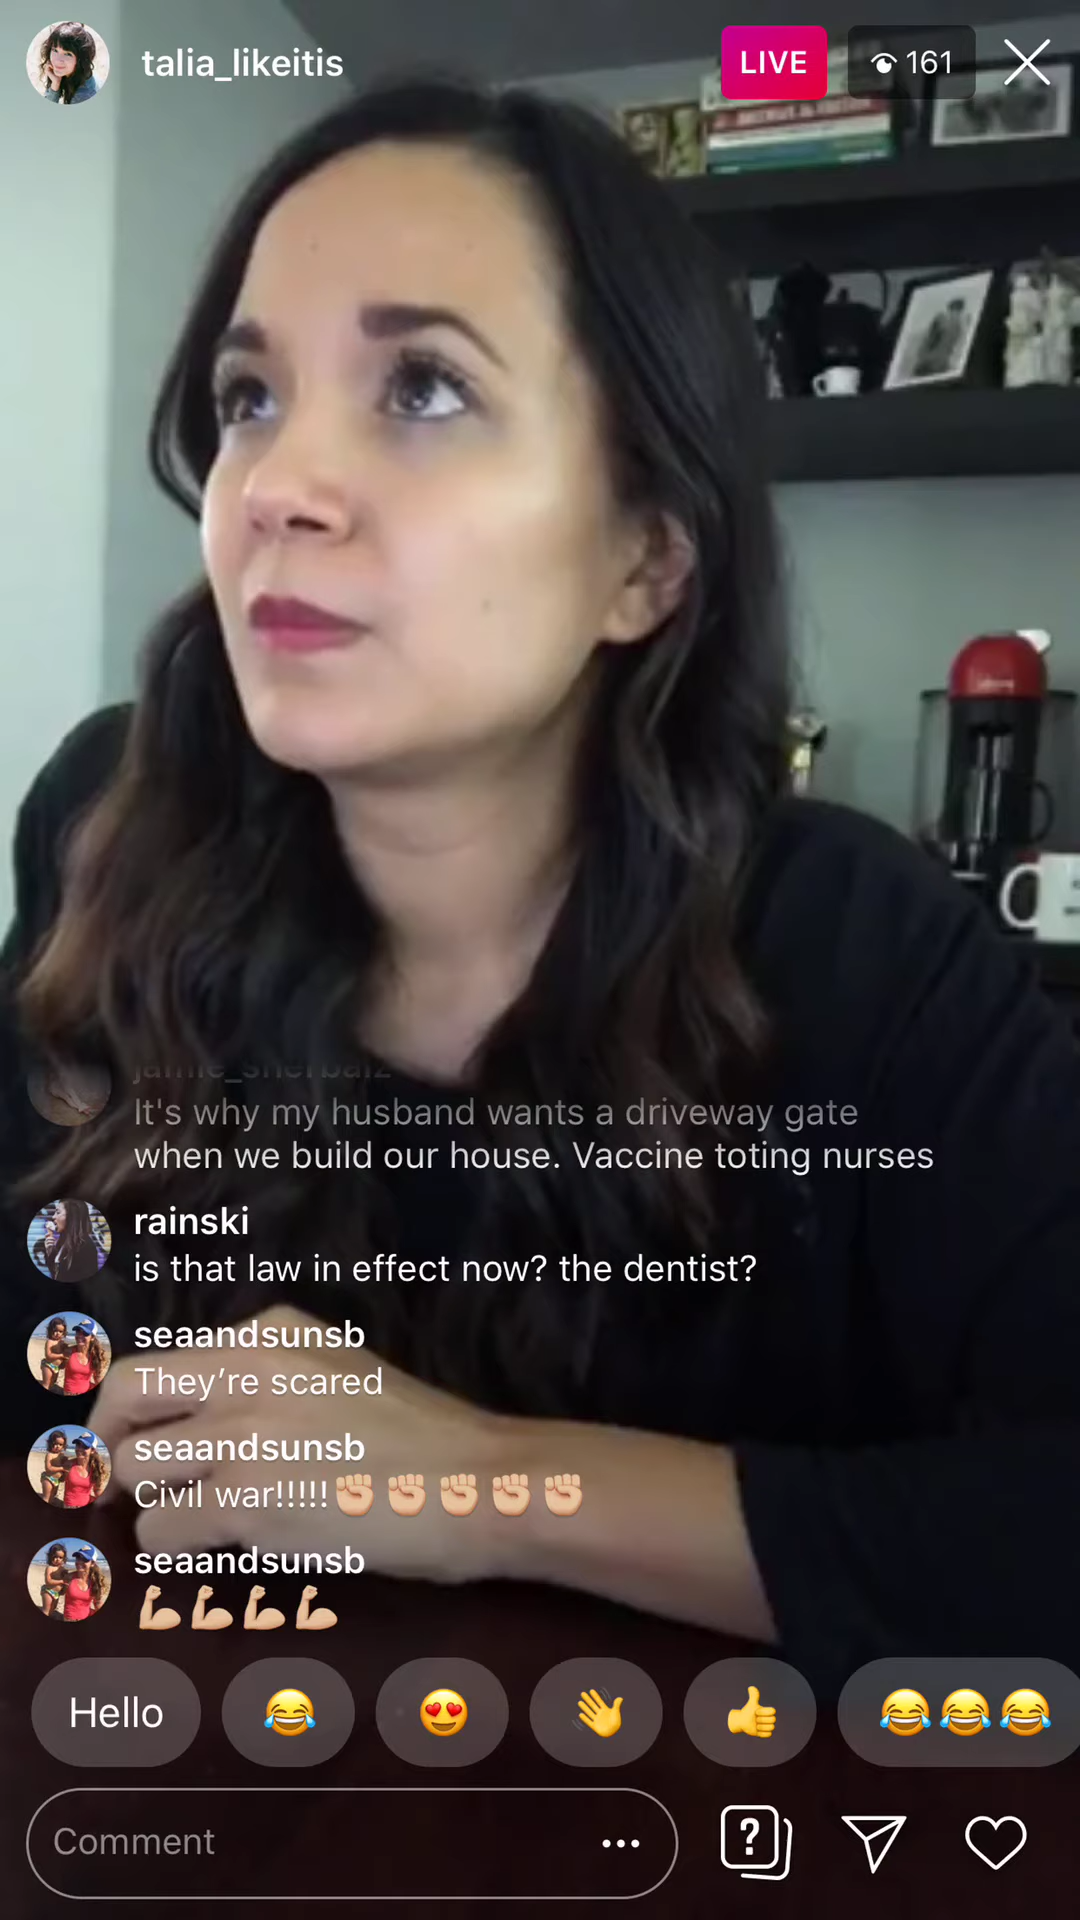 talia_likeitis
LIVE
161
It's why my husband wants a driveway gate
when we build our house. Vaccine toting nurses
rainski
is that law in effect now? the dentist?
seaandsunsb
They’re scared
seaandsunsb
Civil war!!!!!✊🏼✊🏼✊🏼✊🏼✊🏼
seaandsunsb
💪🏼💪🏼💪🏼💪🏼
Hello 😂 😍 👋 👍 😂😂😂
Comment